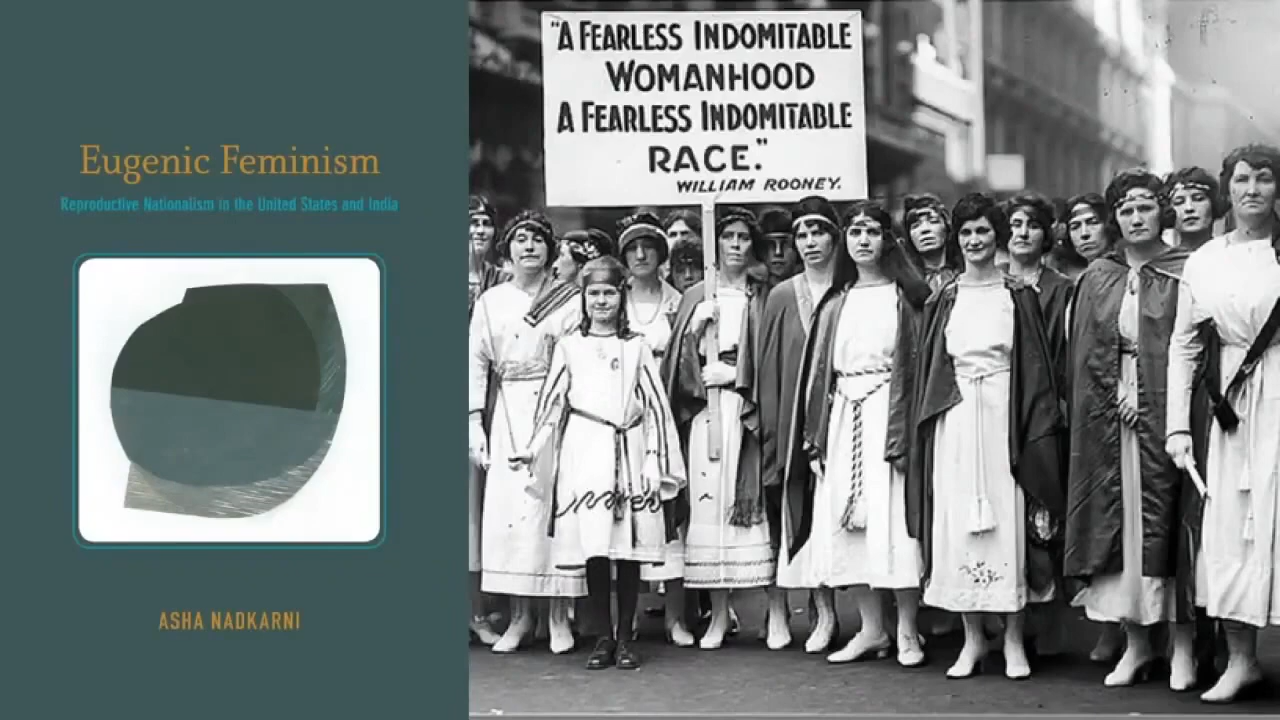 Eugenic Feminism
Reproductive Nationalism in the United States and India
ASHA NADKARNI
"A FEARLESS INDOMITABLE
WOMANHOOD
A FEARLESS INDOMITABLE
RACE."
WILLIAM ROONEY.